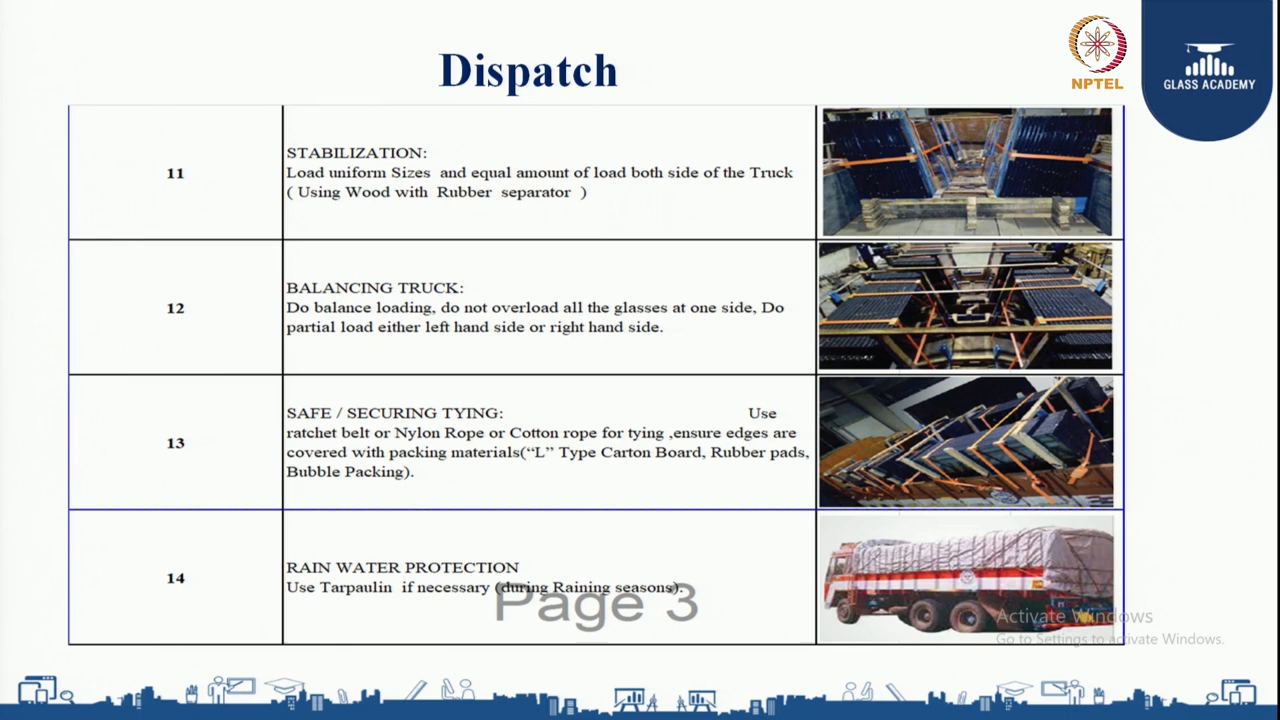 Dispatch
NPTEL
GLASS ACADEMY
11
STABILIZATION:
Load uniform Sizes and equal amount of load both side of the Truck
( Using Wood with Rubber separator )
12
BALANCING TRUCK:
Do balance loading, do not overload all the glasses at one side, Do
partial load either left hand side or right hand side.
13
SAFE / SECURING TYING: Use
ratchet belt or Nylon Rope or Cotton rope for tying ,ensure edges are
covered with packing materials(“L” Type Carton Board, Rubber pads,
Bubble Packing).
14
RAIN WATER PROTECTION
Use Tarpaulin if necessary (during Raining seasons).
Page 3
Activate Windows
Go to Settings to activate Windows.